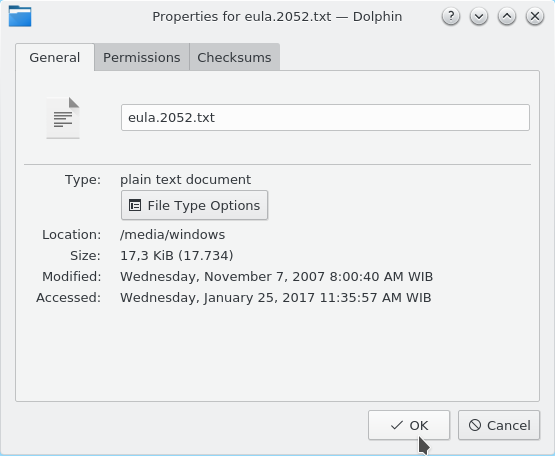 Properties for eula.2052.txt — Dolphin
?
General Permissions Checksums
eula.2052.txt
Type: plain text document
File Type Options
Location: /media/windows
Size: 17,3 KiB (17.734)
Modified: Wednesday, November 7, 2007 8:00:40 AM WIB
Accessed: Wednesday, January 25, 2017 11:35:57 AM WIB
OK Cancel